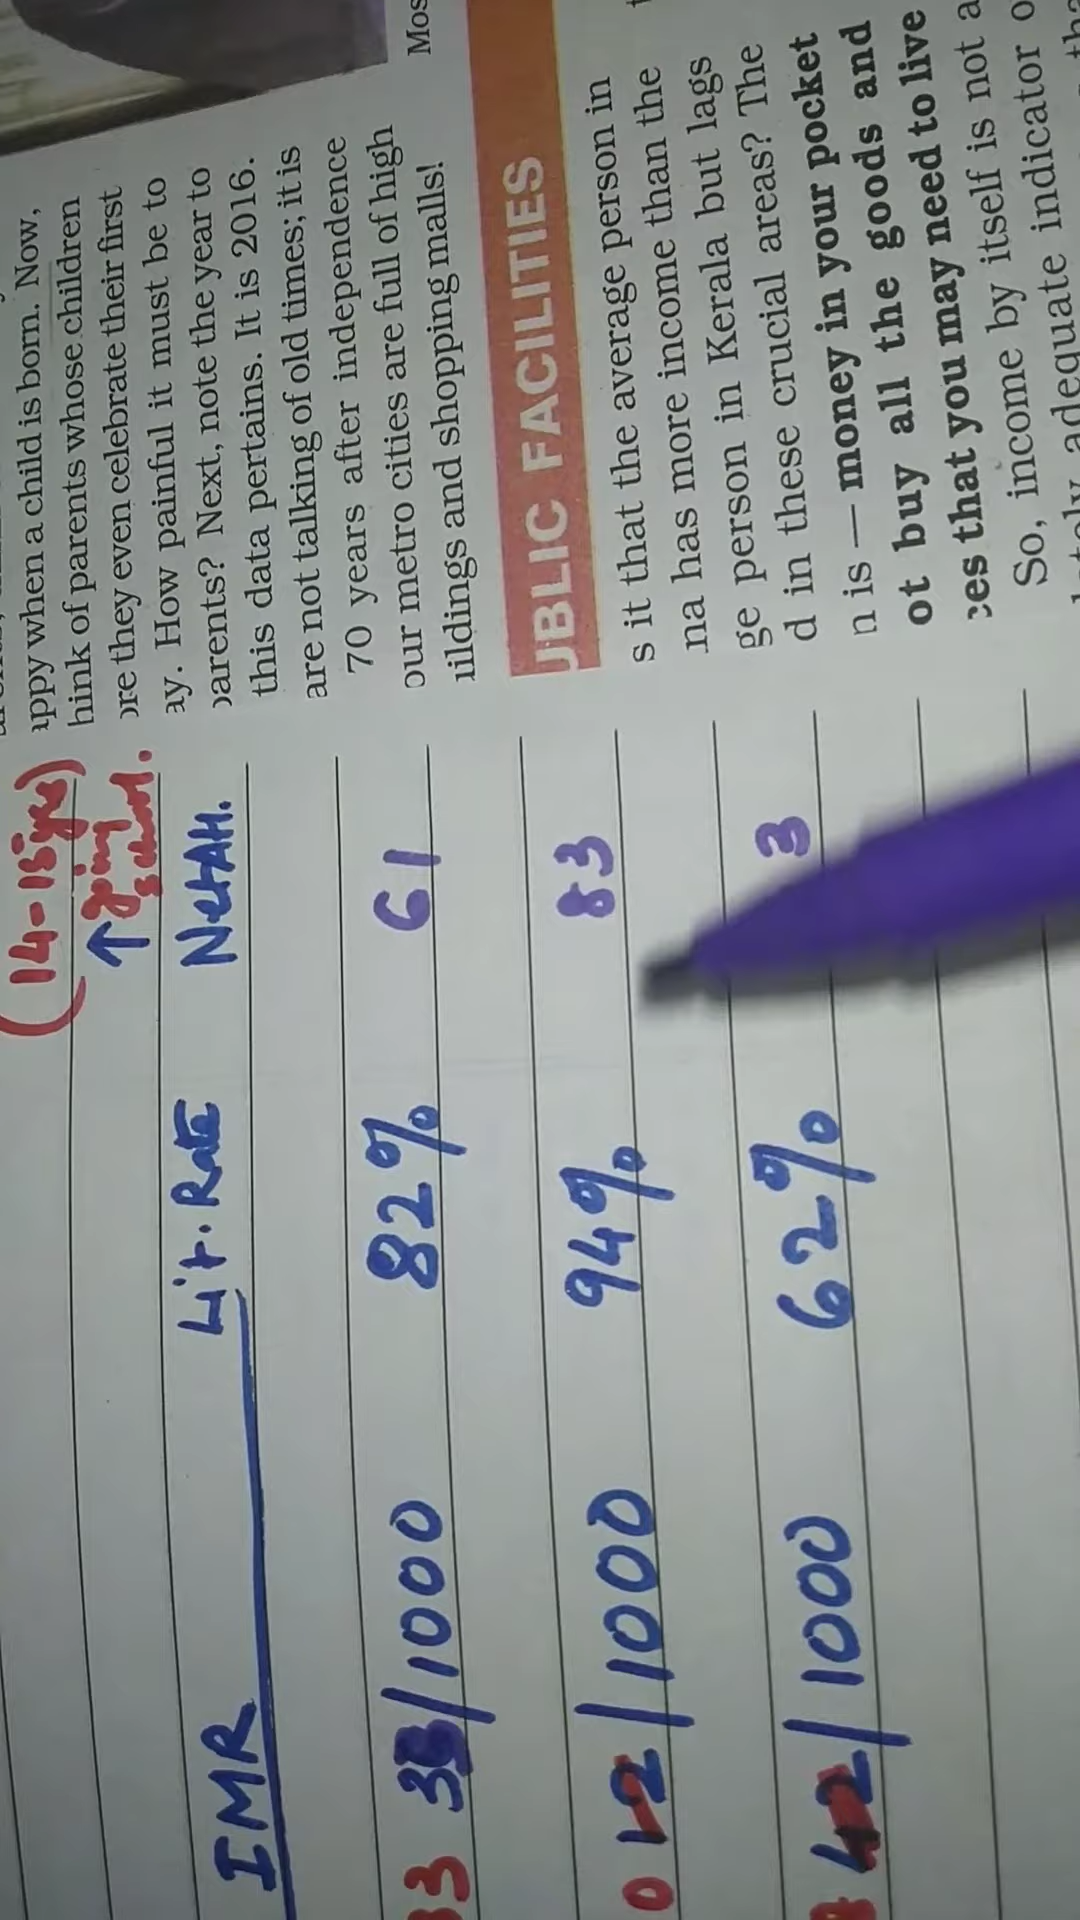 appy when a child is born. Now,
hink of parents whose children
ore they even celebrate their first
ay. How painful it must be to
parents? Next, note the year to
this data pertains. It is 2016.
are not talking of old times; it is
70 years after independence
our metro cities are full of high
uildings and shopping malls!
Mos
UBLIC FACILITIES
s it that the average person in
na has more income than the
ge person in Kerala but lags
d in these crucial areas? The
n is — money in your pocket
ot buy all the goods and
ces that you may need to live
So, income by itself is not a
adequate indicator o
(14-15yrs)
↑ going
school.
IMR Lit. Rate NetAtt.
33/1000 82% 61
/1000 94% 83
/1000 62% 3